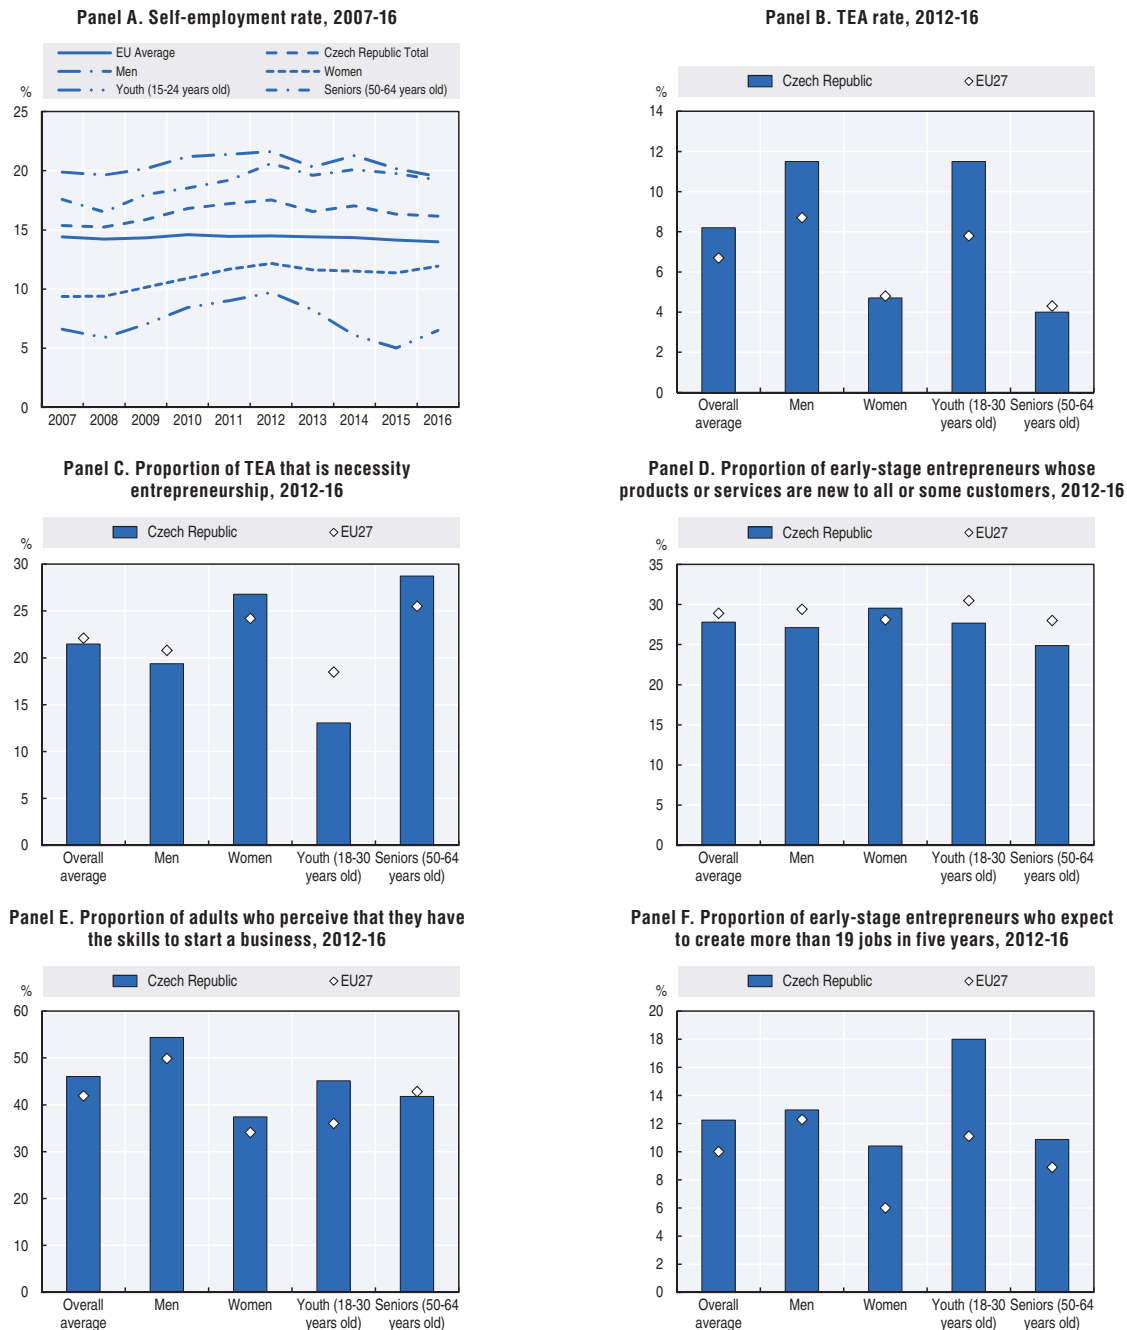 Panel A. Self-employment rate, 2007-16
EU Average
Czech Republic Total
Men
Women
Youth (15-24 years old)
Seniors (50-64 years old)
%
25
20
15
10
5
0
2007 2008 2009 2010 2011 2012 2013 2014 2015 2016
Panel B. TEA rate, 2012-16
Czech Republic
EU27
%
14
12
10
8
6
4
2
0
Overall Men Women Youth (18-30 Seniors (50-64
average years old) years old)
Panel C. Proportion of TEA that is necessity
entrepreneurship, 2012-16
Czech Republic
EU27
%
30
25
20
15
10
5
0
Overall Men Women Youth (18-30 Seniors (50-64
average years old) years old)
Panel D. Proportion of early-stage entrepreneurs whose
products or services are new to all or some customers, 2012-16
Czech Republic
EU27
%
35
30
25
20
15
10
5
0
Overall Men Women Youth (18-30 Seniors (50-64
average years old) years old)
Panel E. Proportion of adults who perceive that they have
the skills to start a business, 2012-16
Czech Republic
EU27
%
60
50
40
30
20
10
0
Overall Men Women Youth (18-30 Seniors (50-64
average years old) years old)
Panel F. Proportion of early-stage entrepreneurs who expect
to create more than 19 jobs in five years, 2012-16
Czech Republic
EU27
%
20
18
16
14
12
10
8
6
4
2
0
Overall Men Women Youth (18-30 Seniors (50-64
average years old) years old)